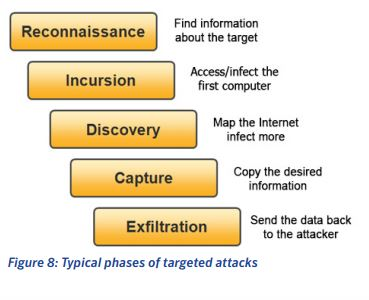 Reconnaissance
Find information
about the target
Incursion
Access/infect the
first computer
Discovery
Map the Internet
infect more
Capture
Copy the desired
information
Exfiltration
Send the data back
to the attacker
Figure 8: Typical phases of targeted attacks